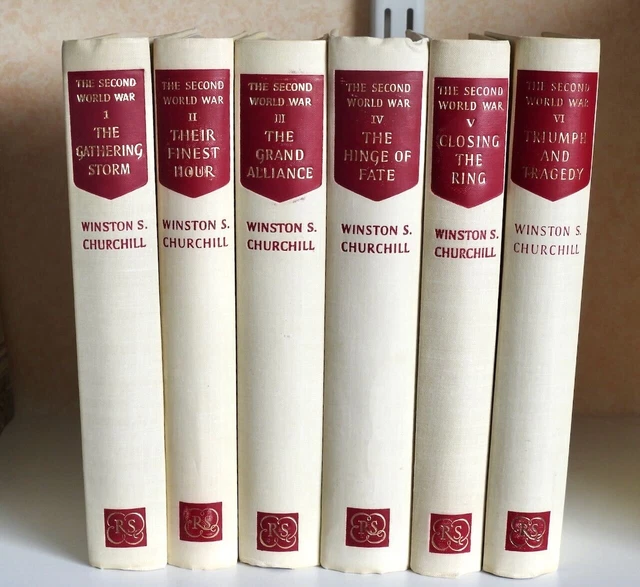 THE SECOND
WORLD WAR
I
THE
GATHERING
STORM
WINSTON S.
CHURCHILL
RS
THE SECOND
WORLD WAR
II
THEIR
FINEST
HOUR
WINSTON S.
CHURCHILL
RS
THE SECOND
WORLD WAR
III
THE
GRAND
ALLIANCE
WINSTON S.
CHURCHILL
RS
THE SECOND
WORLD WAR
IV
THE
HINGE OF
FATE
WINSTON S.
CHURCHILL
RS
THE SECOND
WORLD WAR
V
CLOSING
THE
RING
WINSTON S.
CHURCHILL
RS
THE SECOND
WORLD WAR
VI
TRIUMPH
AND
TRAGEDY
WINSTON S.
CHURCHILL
RS